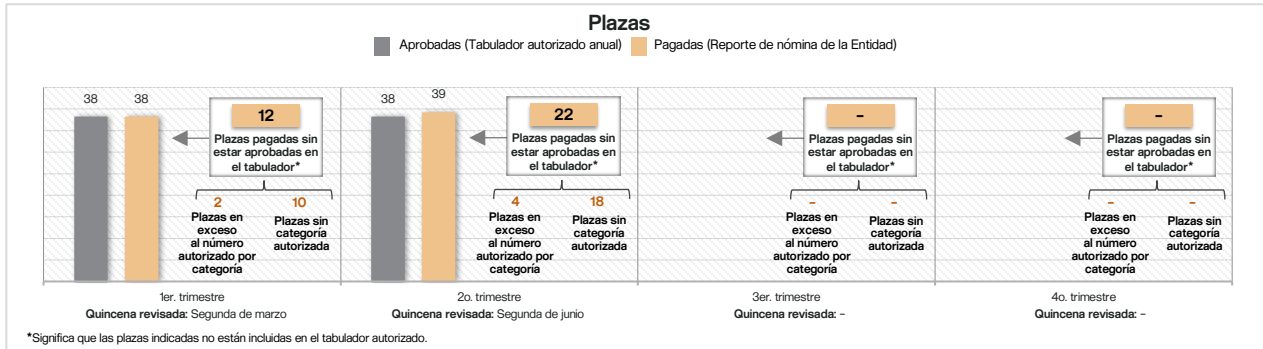 Plazas
Aprobadas (Tabulador autorizado anual) Pagadas (Reporte de nómina de la Entidad)
38 38
12
Plazas pagadas sin
estar aprobadas en
el tabulador*
2 10
Plazas en
exceso
al número
autorizado por
categoría
Plazas sin
categoría
autorizada
38 39
22
Plazas pagadas sin
estar aprobadas en
el tabulador*
4 18
Plazas en
exceso
al número
autorizado por
categoría
Plazas sin
categoría
autorizada
-
Plazas pagadas sin
estar aprobadas en
el tabulador*
- -
Plazas en
exceso
al número
autorizado por
categoría
Plazas sin
categoría
autorizada
-
Plazas pagadas sin
estar aprobadas en
el tabulador*
- -
Plazas en
exceso
al número
autorizado por
categoría
Plazas sin
categoría
autorizada
1er. trimestre
Quincena revisada: Segunda de marzo
2o. trimestre
Quincena revisada: Segunda de junio
3er. trimestre
Quincena revisada: -
4o. trimestre
Quincena revisada: -
*Significa que las plazas indicadas no están incluidas en el tabulador autorizado.